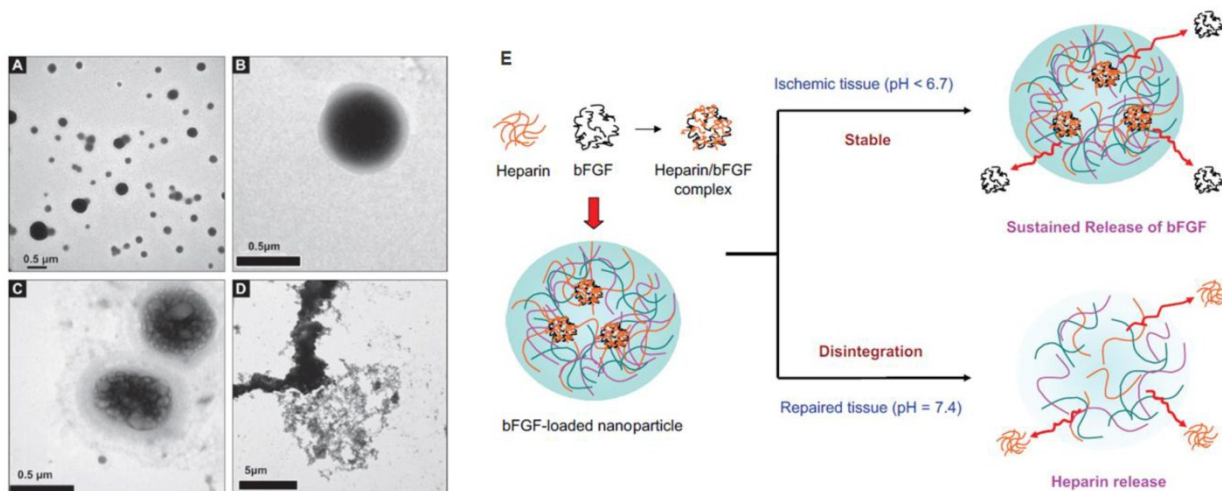 A
0.5 µm
B
0.5µm
C
0.5 µm
D
5µm
E
Heparin
bFGF
Heparin/bFGF
complex
bFGF-loaded nanoparticle
Ischemic tissue (pH < 6.7)
Stable
Sustained Release of bFGF
Disintegration
Repaired tissue (pH = 7.4)
Heparin release